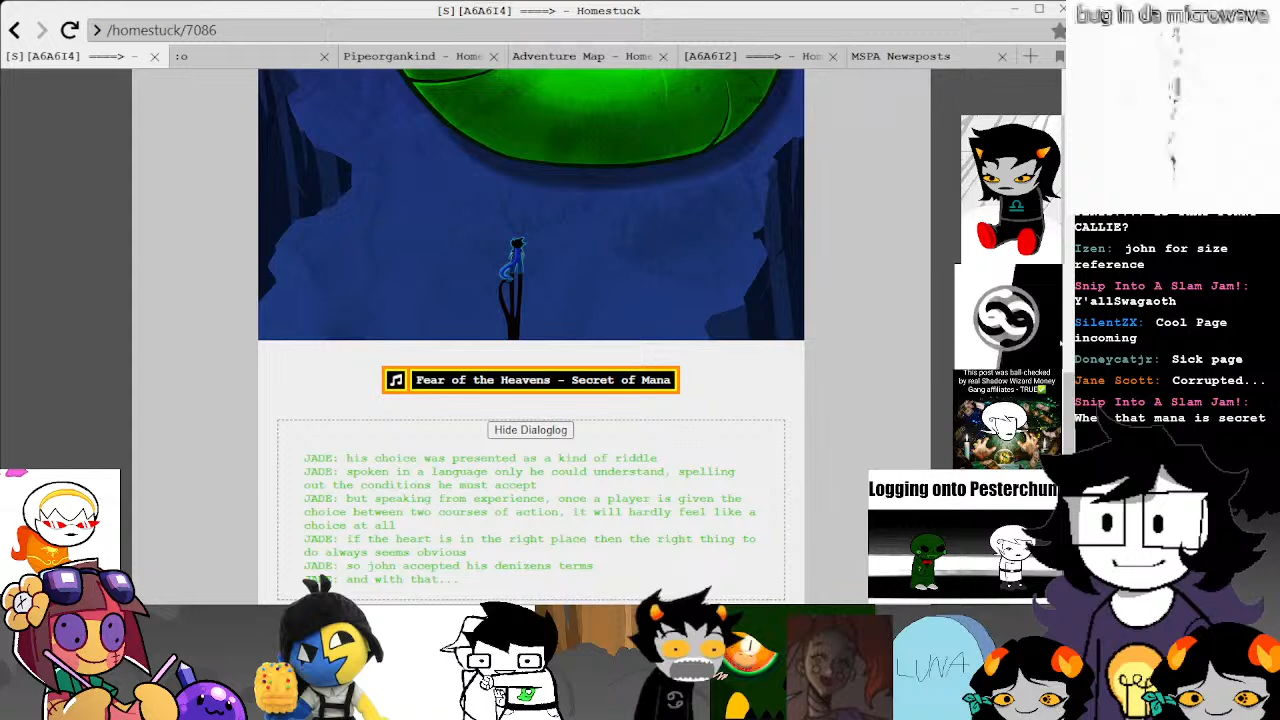 [S][A6A6I4] ====> - Homestuck
/homestuck/7086
[S][A6A6I4] ====> -
:o
Pipeorgankind - Home
Adventure Map - Home
[A6A6I2] ====> - Hom
MSPA Newsposts
bug in da microwave
Fear of the Heavens - Secret of Mana
Hide Dialoglog
JADE: his choice was presented as a kind of riddle
JADE: spoken in a language only he could understand, spelling
out the conditions he must accept
JADE: but speaking from experience, once a player is given the
choice between two courses of action, it will hardly feel like a
choice at all
JADE: if the heart is in the right place then the right thing to
do always seems obvious
JADE: so john accepted his denizens terms
JADE: and with that...
CALLIE?
Izen: john for size
reference
Snip Into A Slam Jam!:
Y'allSwagaoth
SilentZX: Cool Page
incoming
Doneycatjr: Sick page
Jane Scott: Corrupted...
Snip Into A Slam Jam!:
that mana is secret
This post was ball-checked
by real Shadow Wizard Money
Gang affiliates - TRUE✅
Logging onto Pesterchum
LUNA